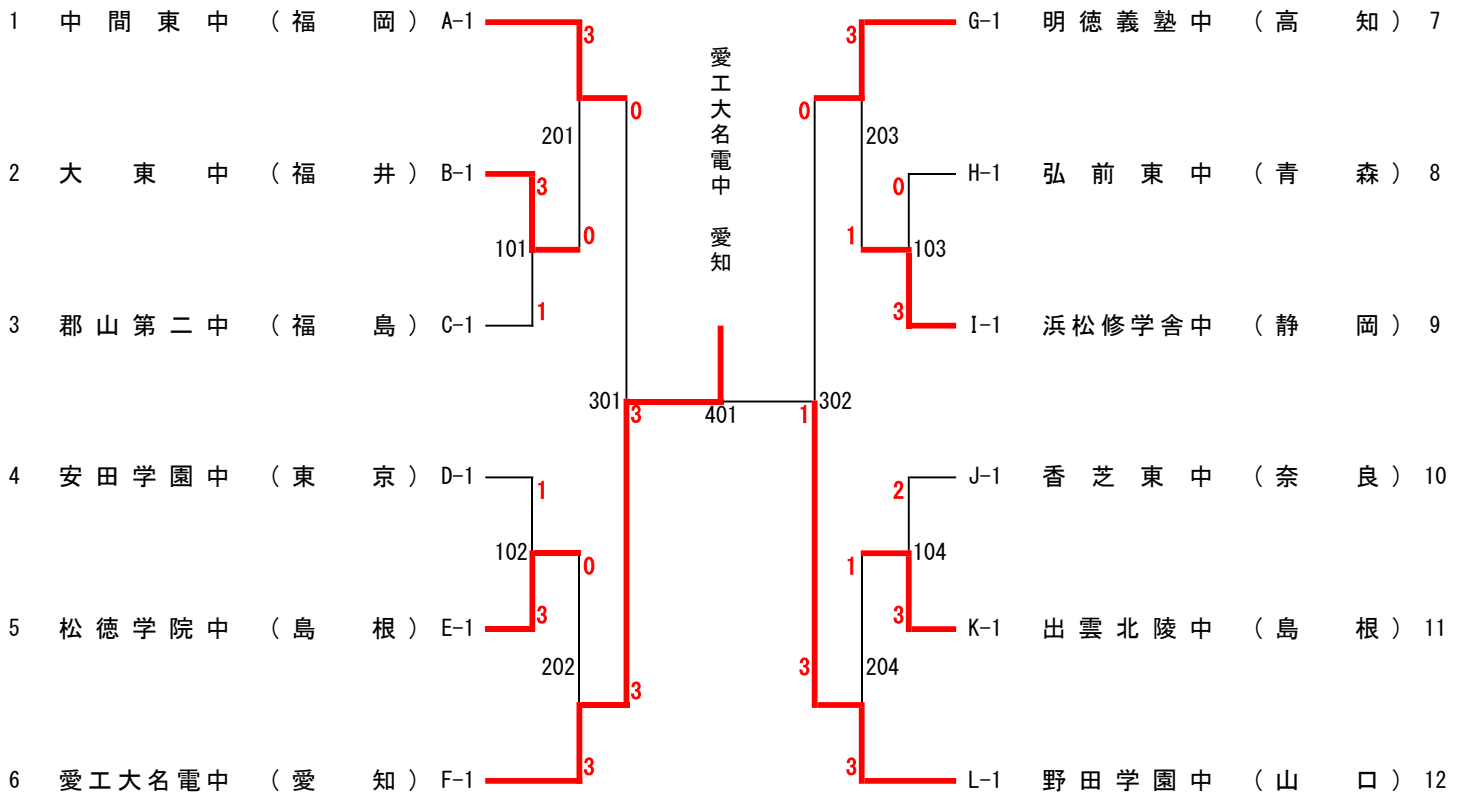 1 中間東中 （福 岡） A-1
2 大東中 （福 井） B-1
3 郡山第二中 （福 島） C-1
4 安田学園中 （東 京） D-1
5 松徳学院中 （島 根） E-1
6 愛工大名電中 （愛 知） F-1
3
0
201
3
0
101
1
301
3
1
102
0
3
202
3
3
愛工大名電中 愛知
401
3
0
203
0
1
103
3
1
302
2
1
104
3
3
204
3
G-1 明徳義塾中 （高 知） 7
H-1 弘前東中 （青 森） 8
I-1 浜松修学舎中 （静 岡） 9
J-1 香芝東中 （奈 良） 10
K-1 出雲北陵中 （島 根） 11
L-1 野田学園中 （山 口） 12